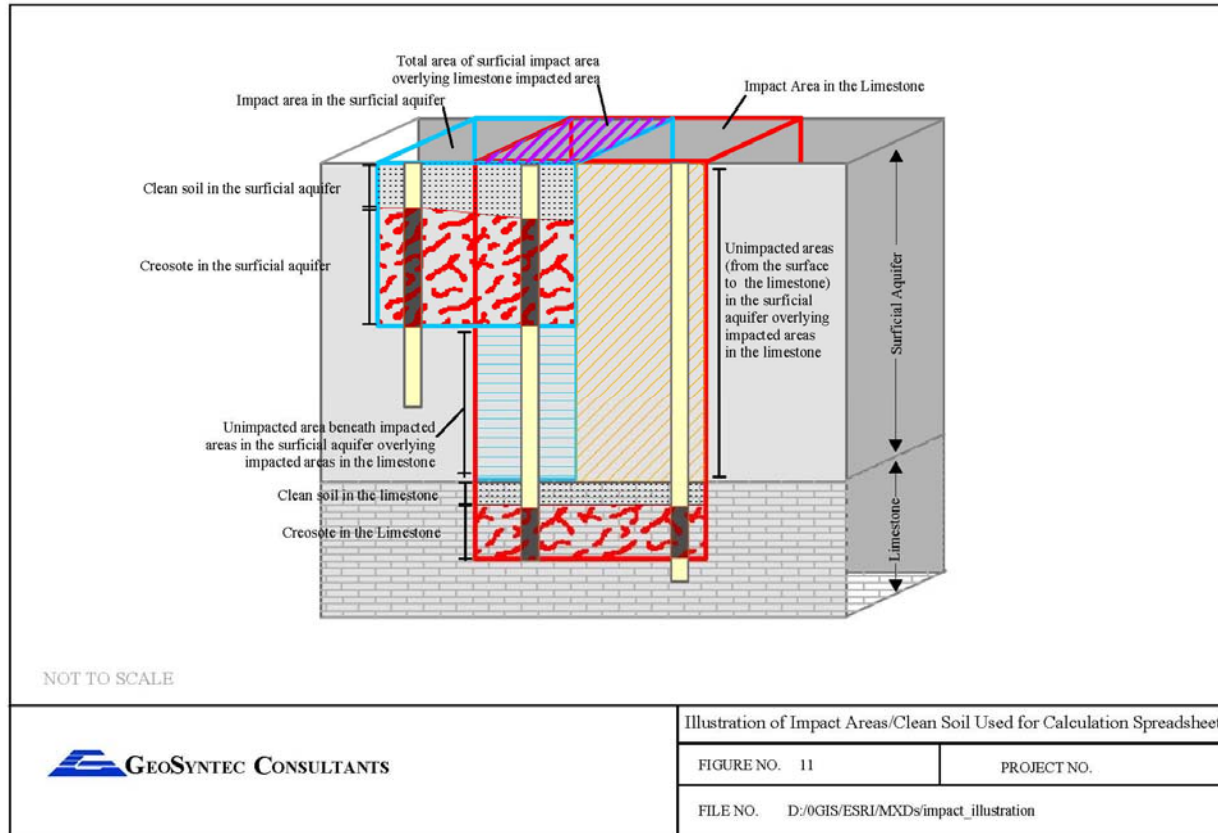 Total area of surficial impact area
overlying limestone impacted area
Impact area in the surficial aquifer
Impact Area in the Limestone
Clean soil in the surficial aquifer
Creosote in the surficial aquifer
Unimpacted areas
(from the surface
to the limestone)
in the surficial
aquifer overlying
impacted areas
in the limestone
Surficial Aquifer
Unimpacted area beneath impacted
areas in the surficial aquifer overlying
impacted areas in the limestone
Clean soil in the limestone
Creosote in the Limestone
Limestone
NOT TO SCALE
GEOSYNTEC CONSULTANTS
Illustration of Impact Areas/Clean Soil Used for Calculation Spreadsheet
FIGURE NO. 11
PROJECT NO.
FILE NO. D:/0GIS/ESRI/MXDs/impact_illustration